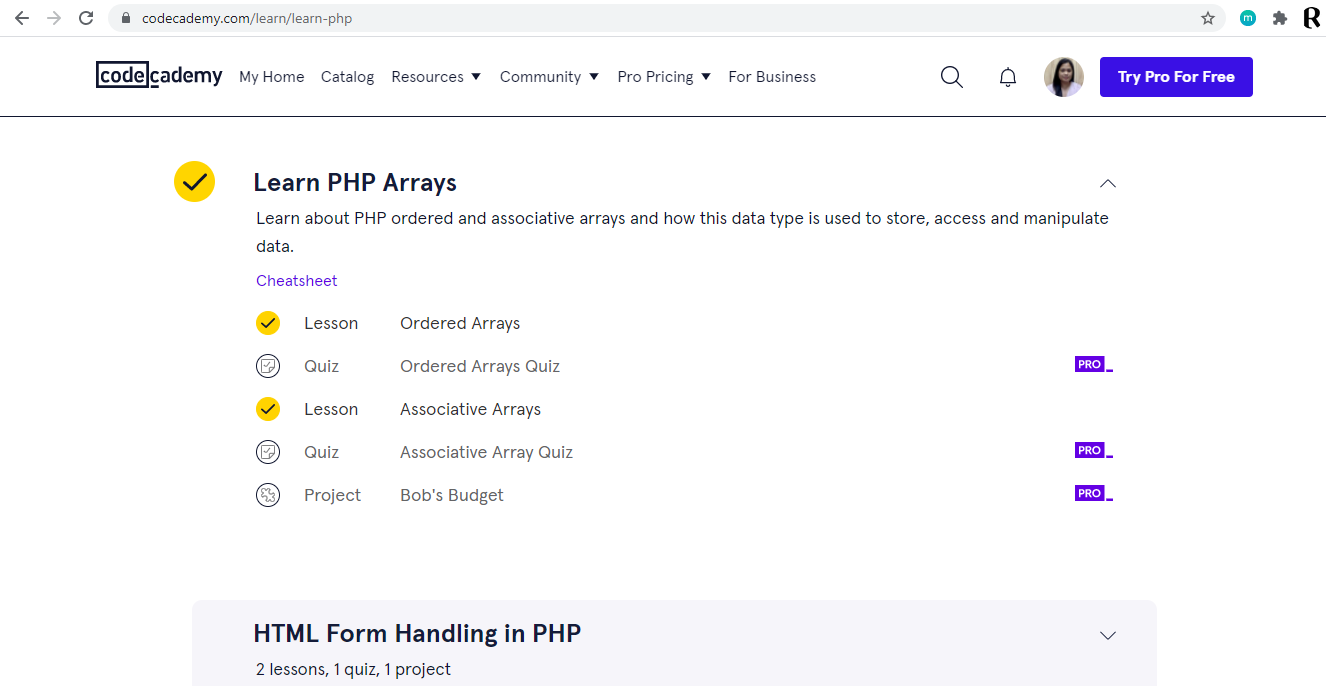 codecademy.com/learn/learn-php
m
R
codecademy My Home Catalog Resources Community Pro Pricing For Business Try Pro For Free
Learn PHP Arrays
Learn about PHP ordered and associative arrays and how this data type is used to store, access and manipulate
data.
Cheatsheet
Lesson Ordered Arrays
Quiz Ordered Arrays Quiz PRO
Lesson Associative Arrays
Quiz Associative Array Quiz PRO
Project Bob's Budget PRO
HTML Form Handling in PHP
2 lessons, 1 quiz, 1 project